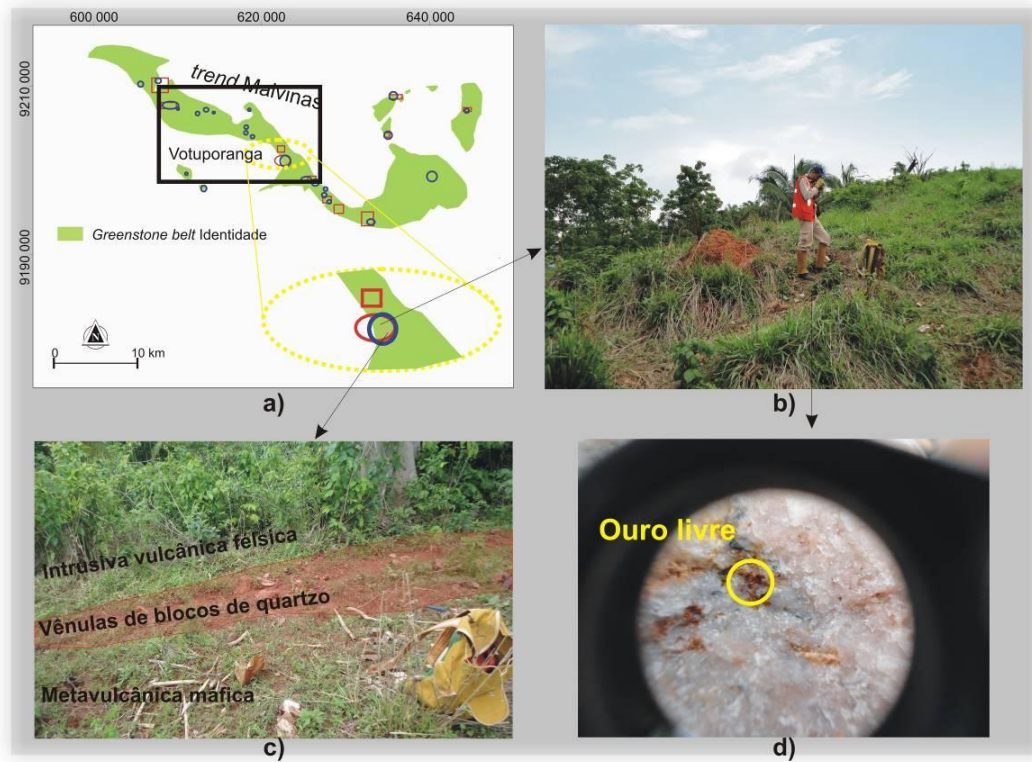 600 000
620 000
640 000
9210 000
9190 000
trend Malvinas
Votuporanga
Greenstone belt Identidade
N
0
10 km
a)
b)
Intrusiva vulcânica félsica
Vênulas de blocos de quartzo
Metavulcânica máfica
c)
Ouro livre
d)